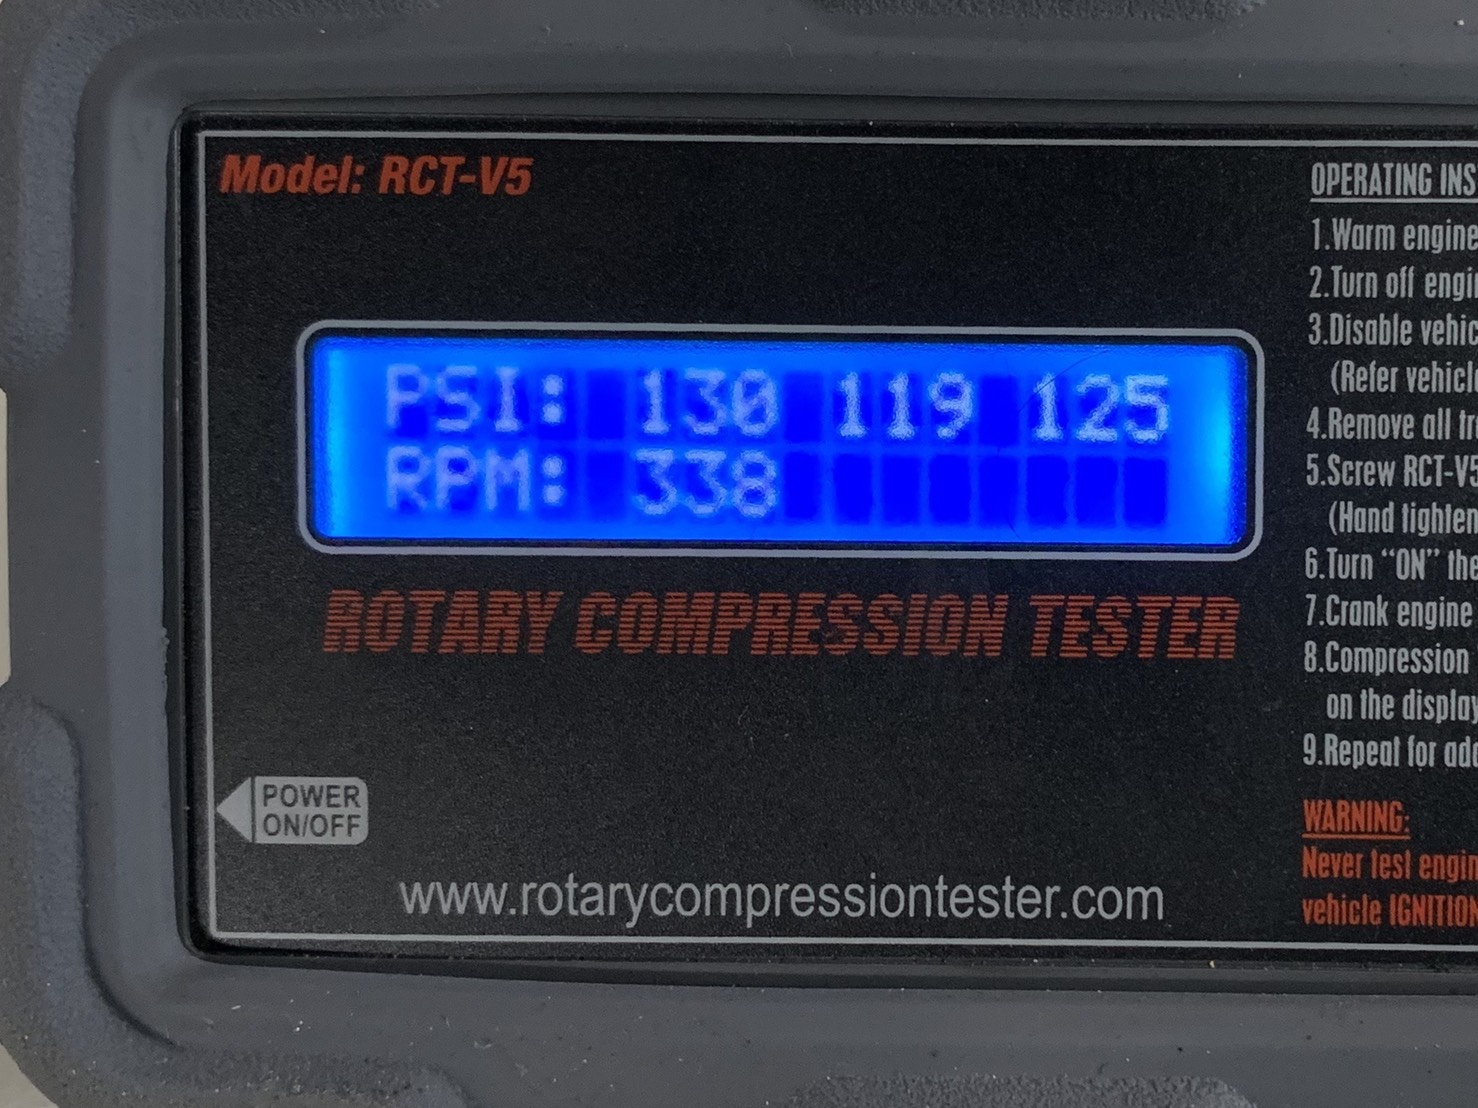 Model: RCT-V5
PSI: 130 119 125
RPM: 338
ROTARY COMPRESSION TESTER
POWER
ON/OFF
www.rotarycompressiontester.com
OPERATING INS
1.Warm engine
2.Turn off engin
3.Disable vehic
(Refer vehicle
4.Remove all tr
5.Screw RCT-V5
(Hand tighten
6.Turn “ON” the
7.Crank engine
8.Compression
on the display
9.Repeat for add
WARNING:
Never test engin
vehicle IGNITION